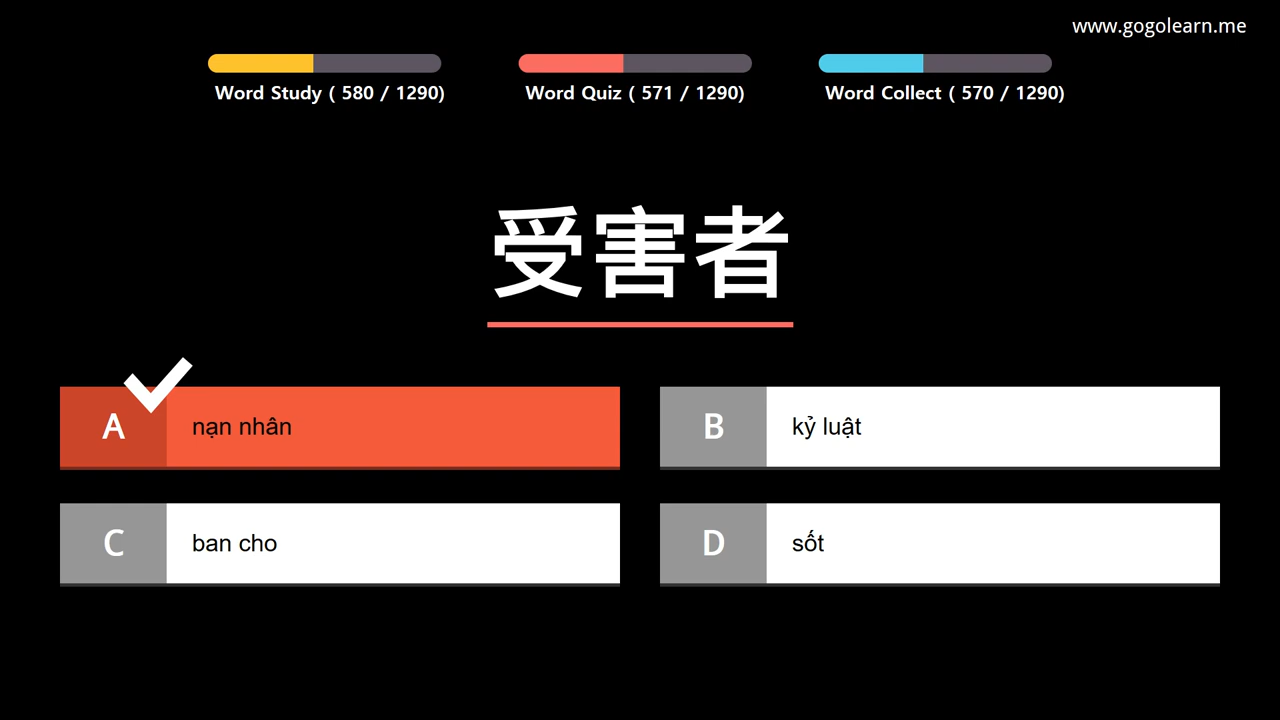 www.gogolearn.me
Word Study ( 580 / 1290)
Word Quiz ( 571 / 1290)
Word Collect ( 570 / 1290)
受害者
A nạn nhân
B kỷ luật
C ban cho
D sốt